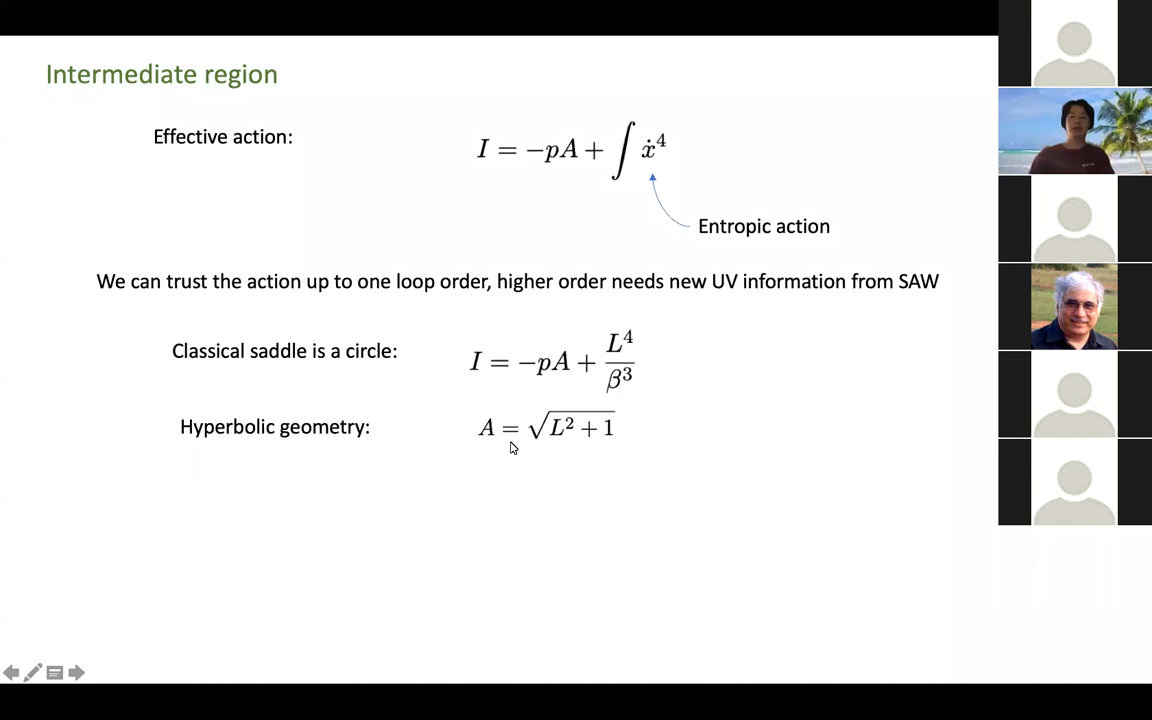 Intermediate region
Effective action: I = −pA + ∫ ẋ⁴
Entropic action
We can trust the action up to one loop order, higher order needs new UV information from SAW
Classical saddle is a circle: I = −pA + L⁴/β³
Hyperbolic geometry: A = √(L² + 1)